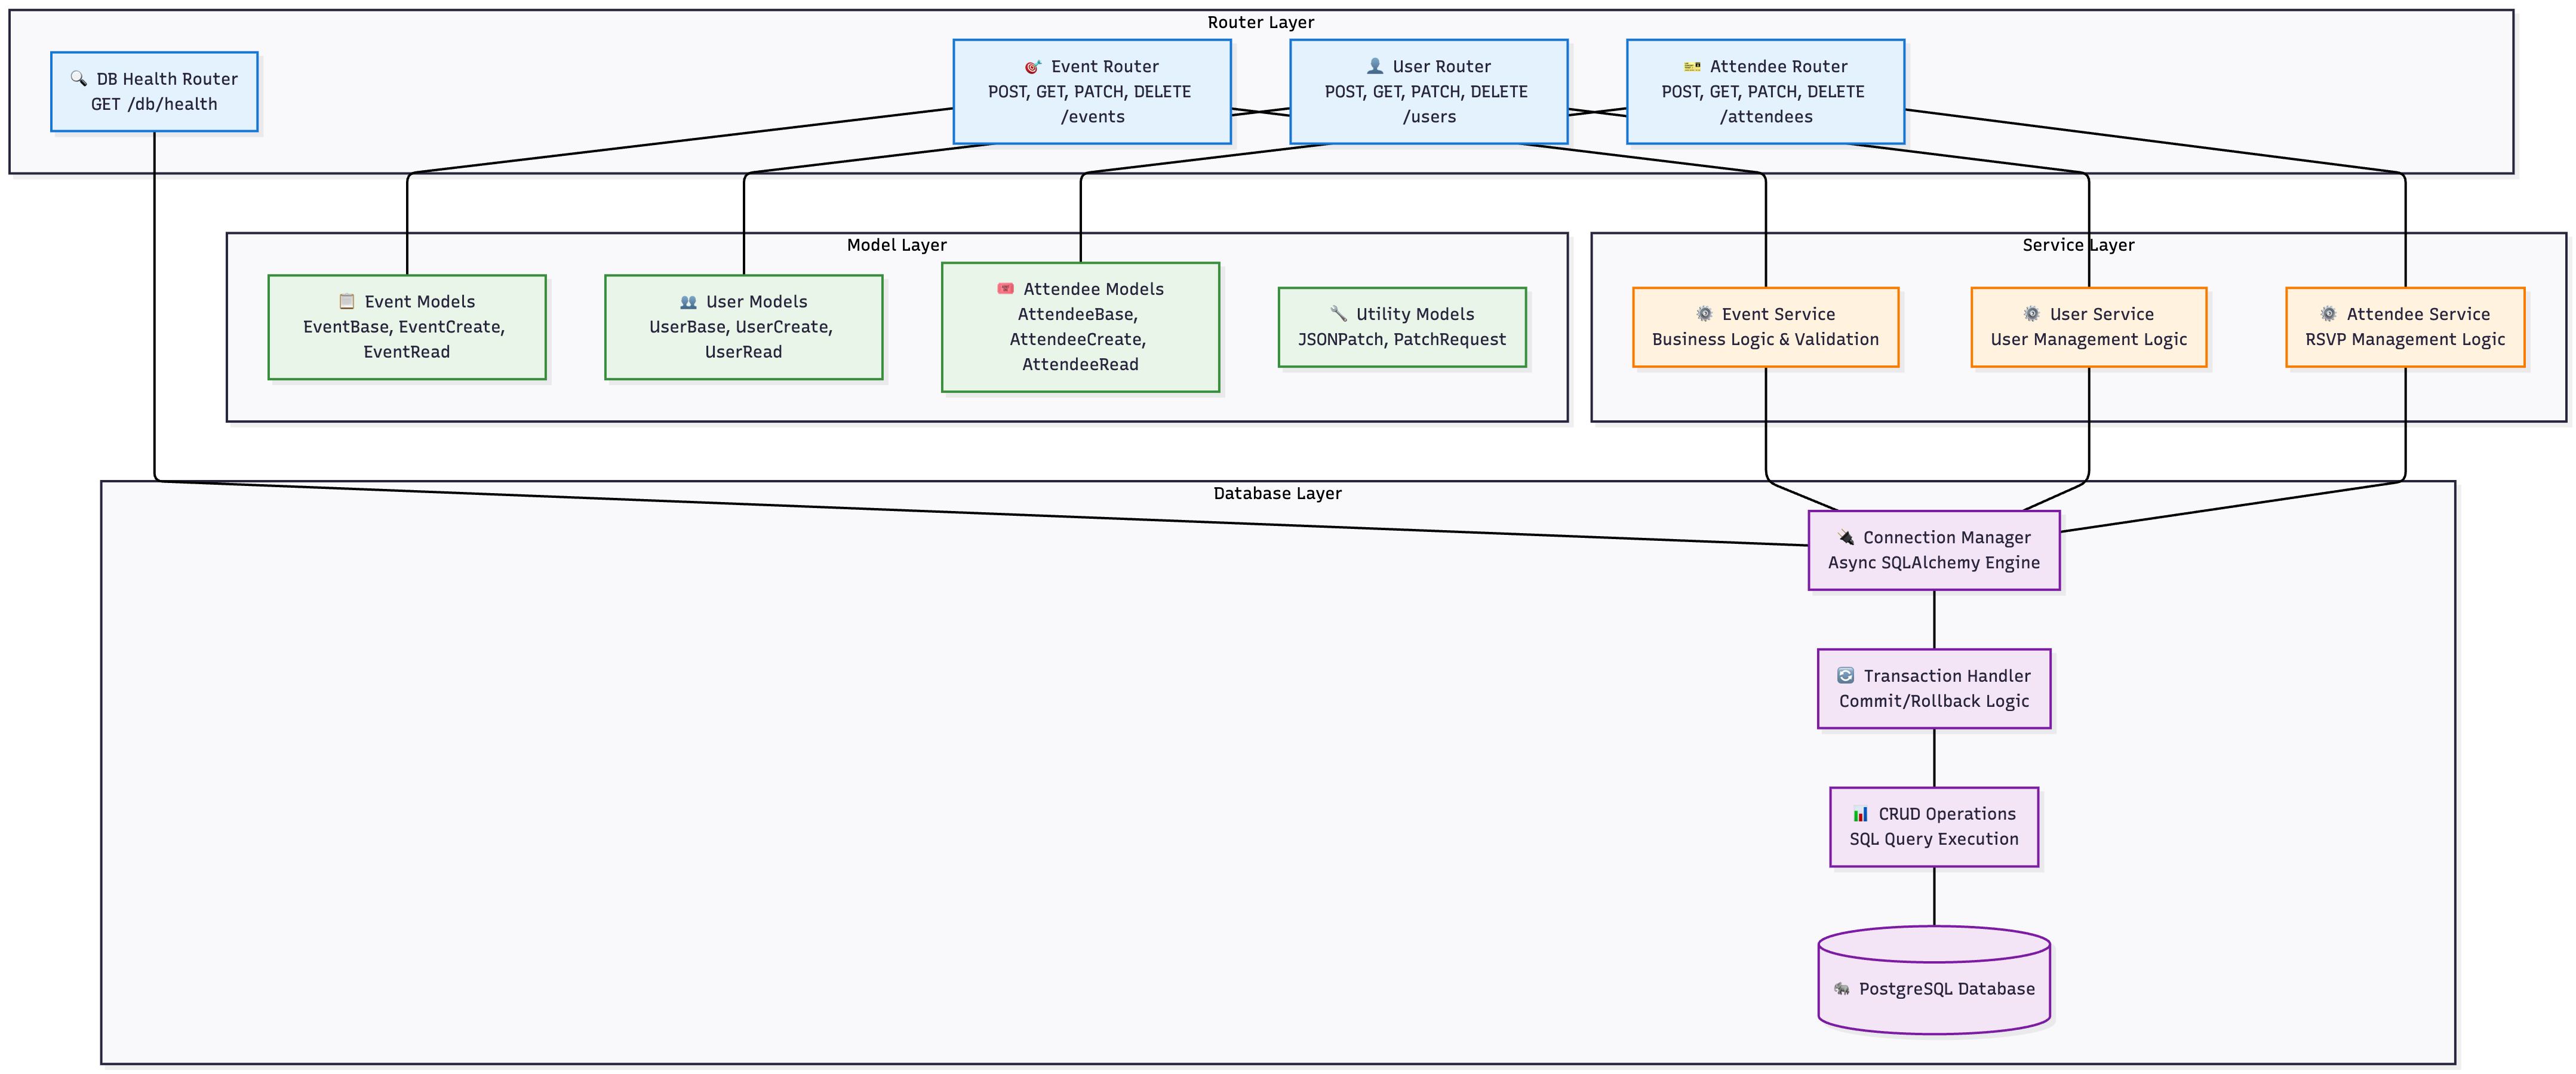 Router Layer
DB Health Router
GET /db/health
Event Router
POST, GET, PATCH, DELETE
/events
User Router
POST, GET, PATCH, DELETE
/users
Attendee Router
POST, GET, PATCH, DELETE
/attendees
Model Layer
Event Models
EventBase, EventCreate,
EventRead
User Models
UserBase, UserCreate,
UserRead
Attendee Models
AttendeeBase,
AttendeeCreate,
AttendeeRead
Utility Models
JSONPatch, PatchRequest
Service Layer
Event Service
Business Logic & Validation
User Service
User Management Logic
Attendee Service
RSVP Management Logic
Database Layer
Connection Manager
Async SQLAlchemy Engine
Transaction Handler
Commit/Rollback Logic
CRUD Operations
SQL Query Execution
PostgreSQL Database